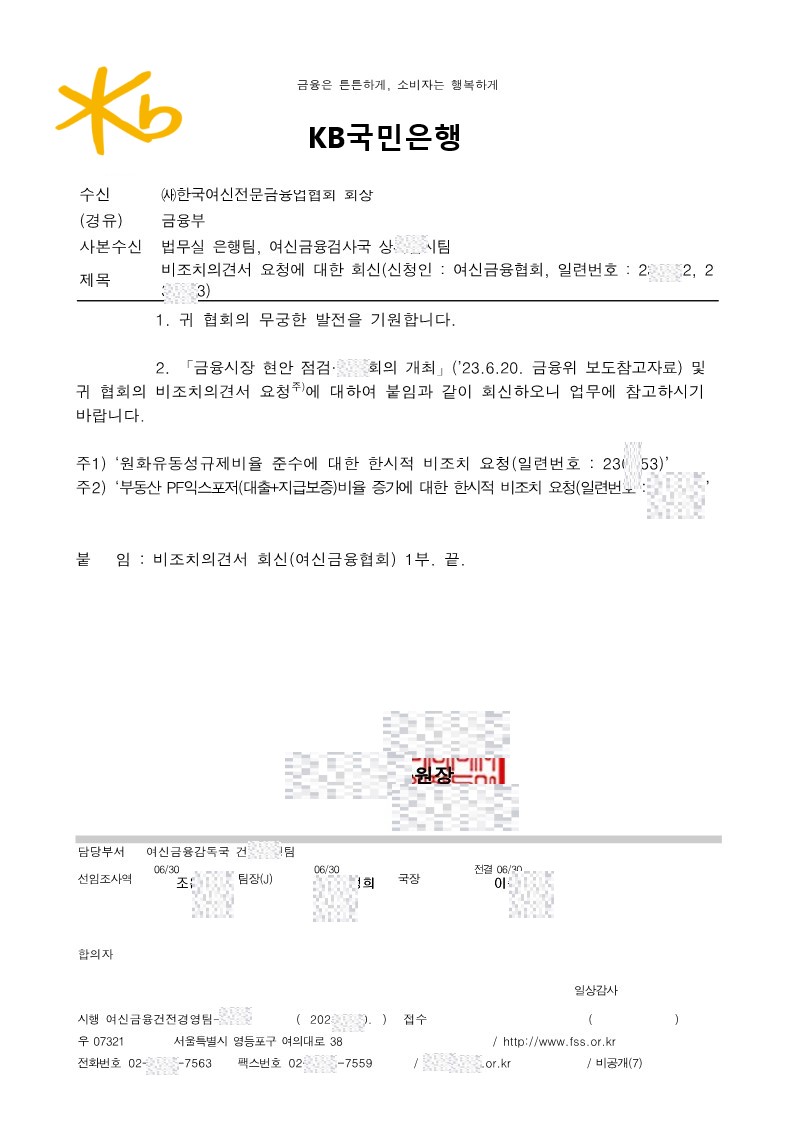 금융은 튼튼하게, 소비자는 행복하게
Kb
KB국민은행
수신 ㈔한국여신전문금융업협회 회장
(경유) 금융부
사본수신 법무실 은행팀, 여신금융검사국 시팀
제목 비조치의견서 요청에 대한 회신(신청인 : 여신금융협회, 일련번호 : 2 2, 2
3)
1. 귀 협회의 무궁한 발전을 기원합니다.
2. 「금융시장 현안 점검· 회의 개최」('23.6.20. 금융위 보도참고자료) 및
귀 협회의 비조치의견서 요청주)에 대하여 붙임과 같이 회신하오니 업무에 참고하시기
바랍니다.
주1) ‘원화유동성규제비율 준수에 대한 한시적 비조치 요청(일련번호 : 23 53)’
주2) ‘부동산 PF익스포저(대출+지급보증)비율 증가에 대한 한시적 비조치 요청(일련번호 : ’
붙 임 : 비조치의견서 회신(여신금융협회) 1부. 끝.
원장
담당부서 여신금융감독국 건 팀
06/30 06/30 전결 06/30
선임조사역 조 팀장(J) 희 국장 이
합의자
일상감사
시행 여신금융건전경영팀- ( 202 . ) 접수 ( )
우 07321 서울특별시 영등포구 여의대로 38 / http://www.fss.or.kr
전화번호 02- -7563 팩스번호 02- -7559 / .or.kr / 비공개(7)